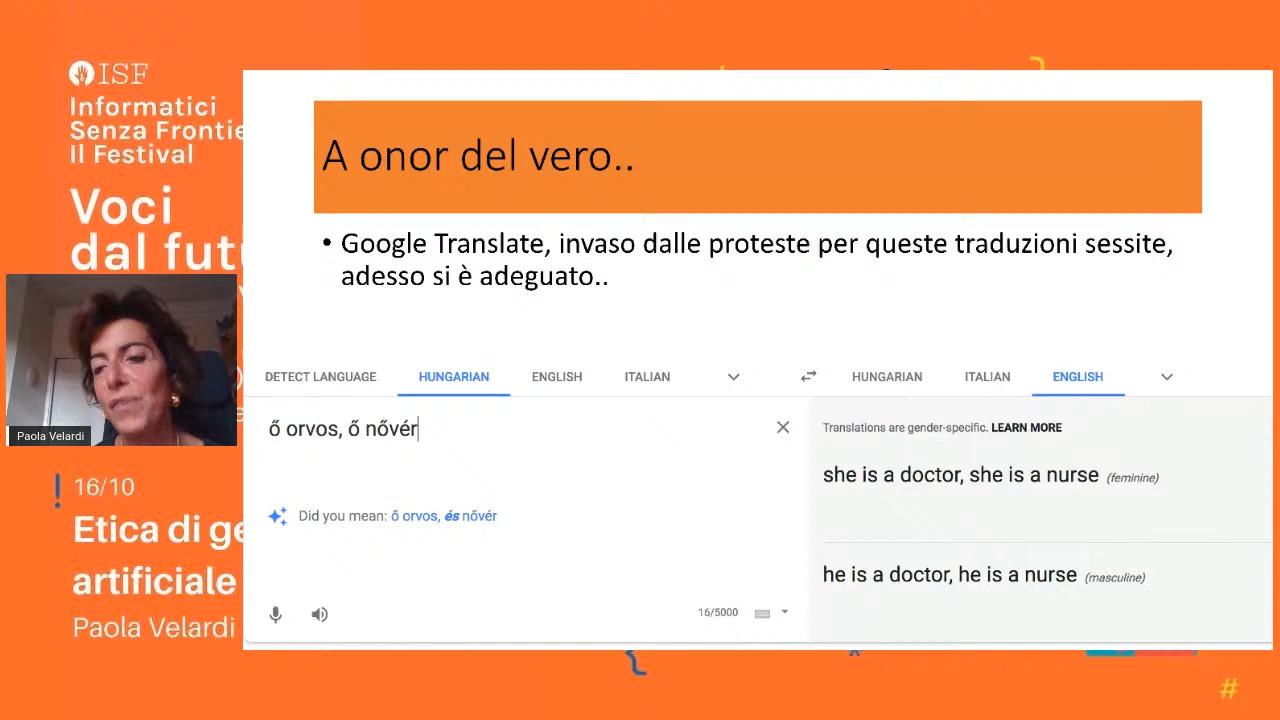 ISF
Informatici
Senza Frontie
Il Festival
Voci
dal futu
Paola Velardi
16/10
Etica di ge
artificiale
Paola Velardi
A onor del vero..
• Google Translate, invaso dalle proteste per queste traduzioni sessite,
adesso si è adeguato..
DETECT LANGUAGE HUNGARIAN ENGLISH ITALIAN
HUNGARIAN ITALIAN ENGLISH
ő orvos, ő nővér
Did you mean: ő orvos, és nővér
16/5000
Translations are gender-specific. LEARN MORE
she is a doctor, she is a nurse (feminine)
he is a doctor, he is a nurse (masculine)
#